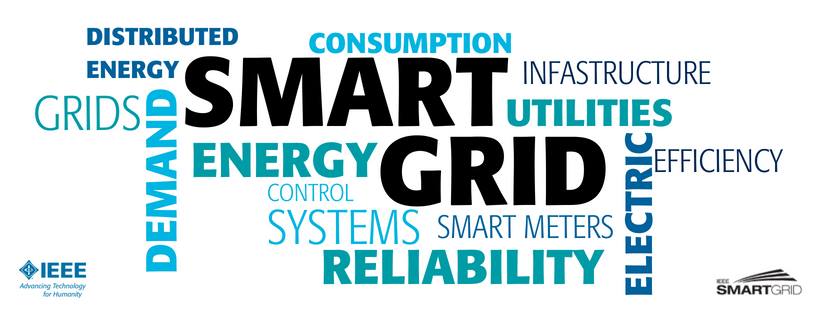 DISTRIBUTED
ENERGY
CONSUMPTION
SMART
INFASTRUCTURE
GRIDS
DEMAND
UTILITIES
ENERGY
GRID
ELECTRIC
EFFICIENCY
CONTROL
SYSTEMS
SMART METERS
RELIABILITY
IEEE
Advancing Technology
for Humanity
IEEE
SMARTGRID